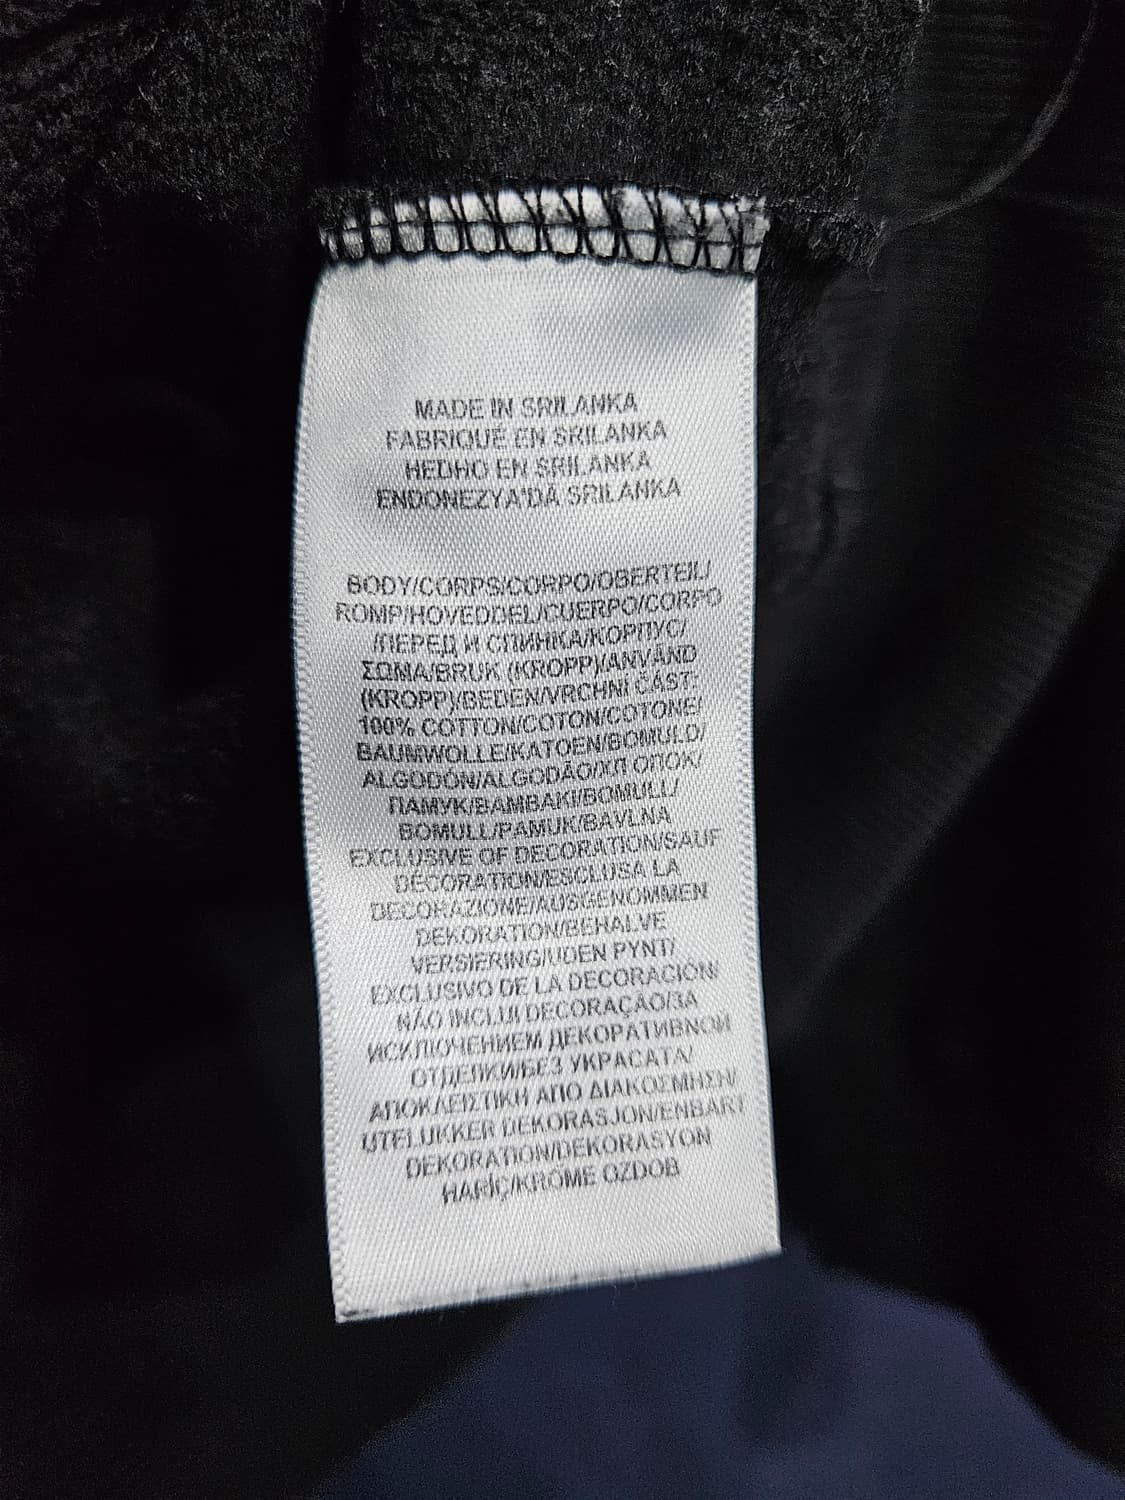 MADE IN SRILANKA
FABRIQUÉ EN SRILANKA
HEDHO EN SRILANKA
ENDONEZYA'DA SRILANKA
BODY/CORPS/CORPO/OBERTEIL/
ROMP/HOVEDDEL/CUERPO/CORPO
/ПЕРЕД И СПИНКА/КОРПУС/
ΣΩΜΑ/BRUK (KROPP)/ANVÄND
(KROPP)/BEDEN/VRCHNÍ ČÁST:
100% COTTON/COTON/COTONE/
BAUMWOLLE/KATOEN/BOMULD/
ALGODÓN/ALGODÃO/ХЛ ОПОК/
ПАМУК/BAMBAKI/BOMULL/
BOMULL/PAMUK/BAVLNA
EXCLUSIVE OF DECORATION/SAUF
DÉCORATION/ESCLUSA LA
DECORAZIONE/AUSGENOMMEN
DEKORATION/BEHALVE
VERSIERING/UDEN PYNT/
EXCLUSIVO DE LA DECORACIÓN/
NÃO INCLUI DECORAÇÃO/ЗА
ИСКЛЮЧЕНИЕМ ДЕКОРАТИВНОЙ
ОТДЕЛКИ/БЕЗ УКРАСАТА/
ΑΠΟΚΛΕΙΣΤΙΚΗ ΑΠΟ ΔΙΑΚΟΣΜΗΣΗ/
UTELUKKER DEKORASJON/ENBART
DEKORATION/DEKORASYON
HARİÇ/KROMĚ OZDOB